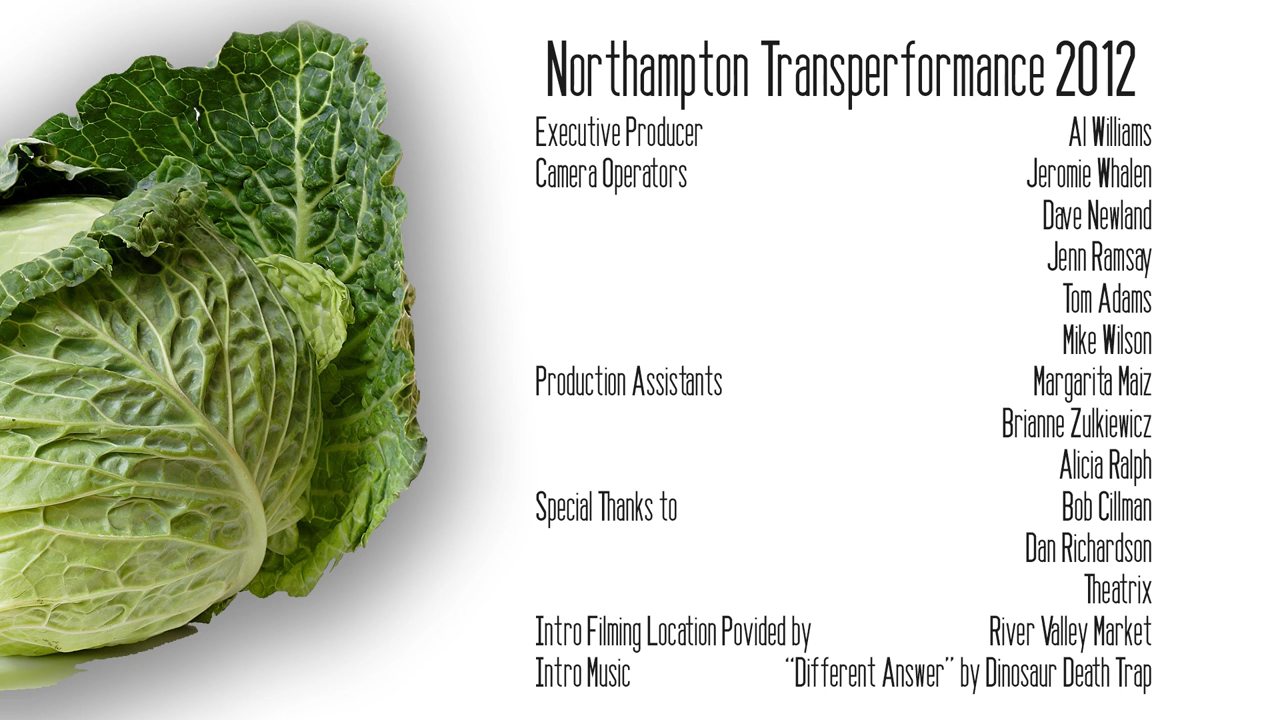 Northampton Transperformance 2012
Executive Producer Al Williams
Camera Operators Jeromie Whalen
Dave Newland
Jenn Ramsay
Tom Adams
Mike Wilson
Production Assistants Margarita Maiz
Brianne Zulkiewicz
Alicia Ralph
Special Thanks to Bob Cillman
Dan Richardson
Theatrix
Intro Filming Location Povided by River Valley Market
Intro Music “Different Answer” by Dinosaur Death Trap